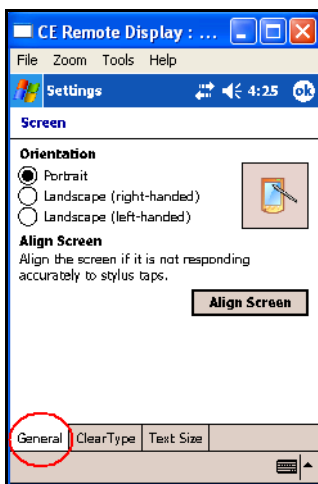 CE Remote Display : ...
File Zoom Tools Help
Settings 4:25 ok
Screen
Orientation
Portrait
Landscape (right-handed)
Landscape (left-handed)
Align Screen
Align the screen if it is not responding
accurately to stylus taps.
Align Screen
General ClearType Text Size